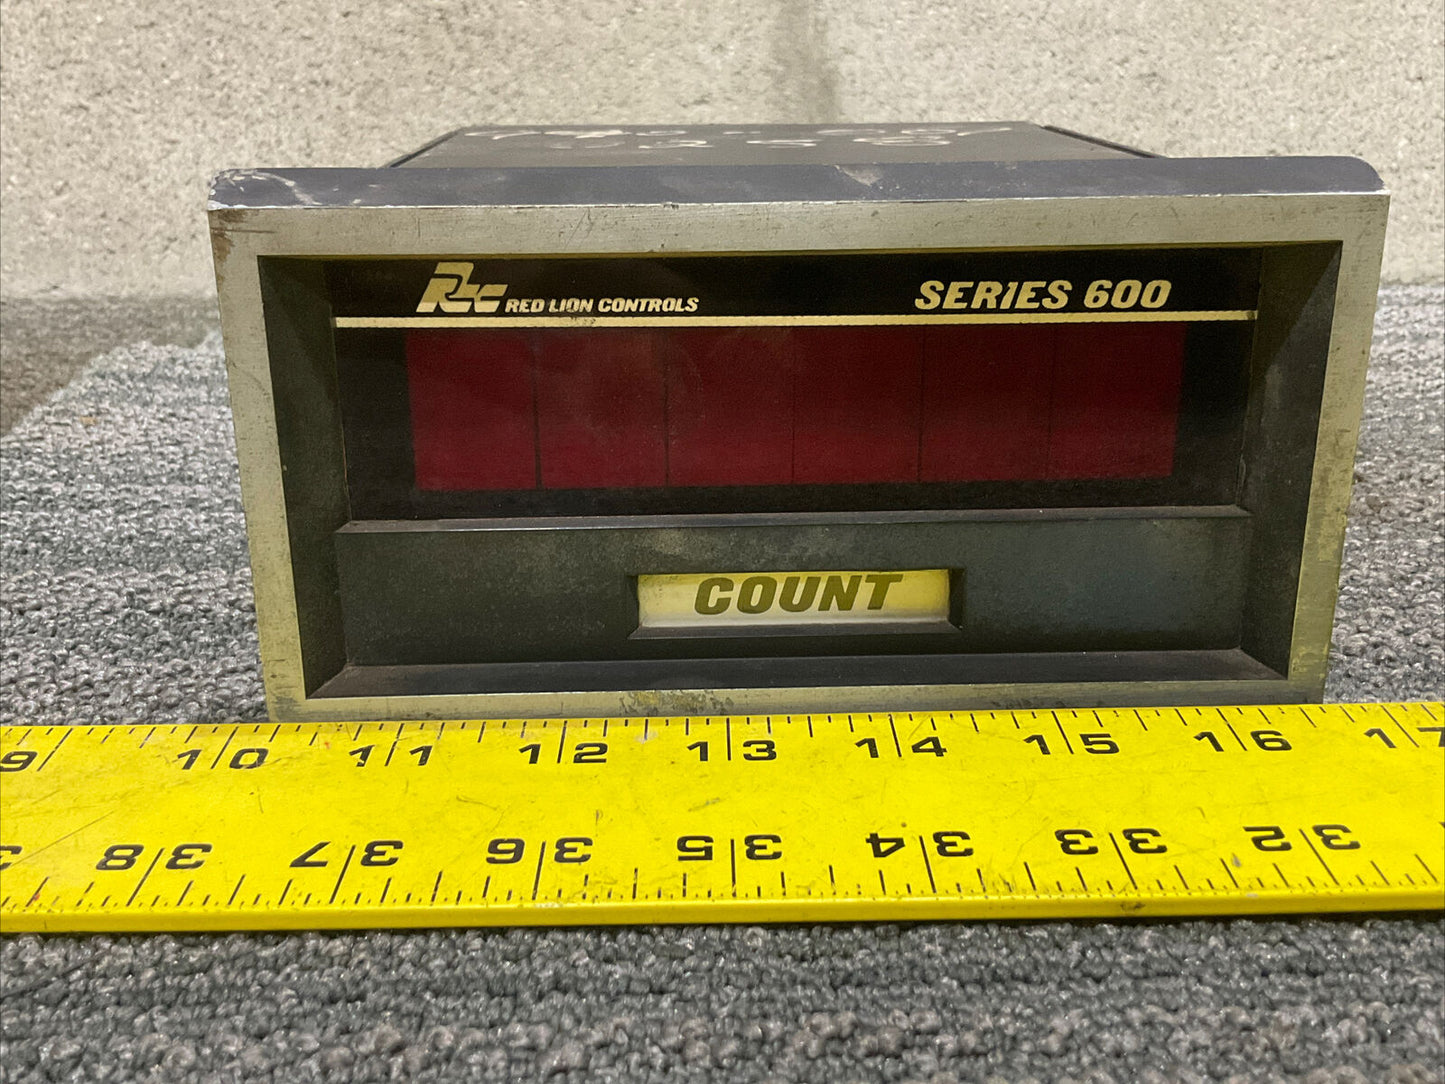 Rlc RED LION CONTROLS SERIES 600
COUNT
9 10 11 12 13 14 15 16 17
38 37 36 35 34 33 32